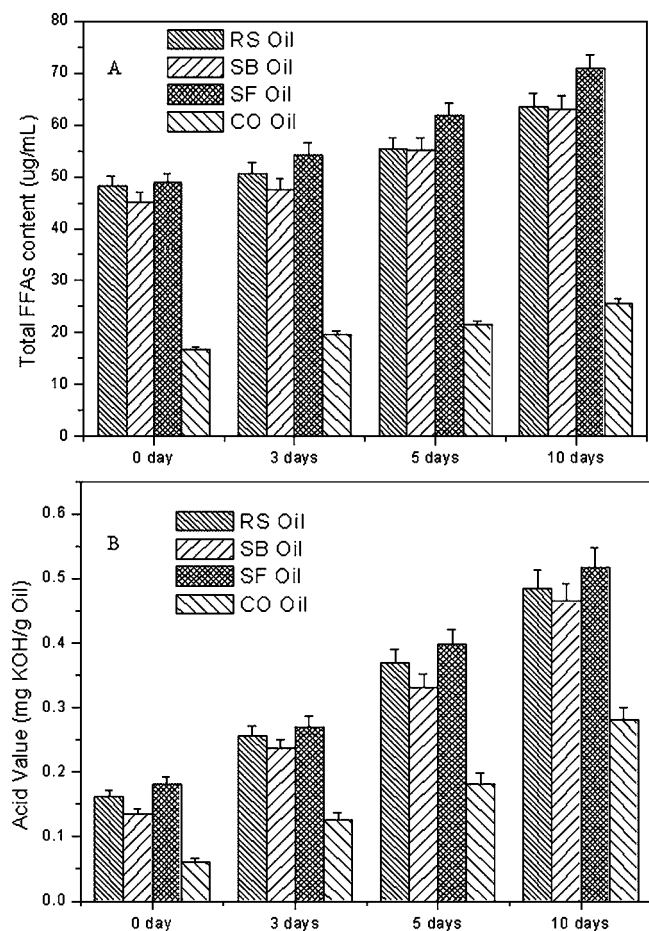 80
70
60
50
40
30
20
10
0
Total FFAs content (ug/mL)
A
RS Oil
SB Oil
SF Oil
CO Oil
0 day
3 days
5 days
10 days
0.6
0.5
0.4
0.3
0.2
0.1
0.0
Acid Value (mg KOH/g Oil)
B
RS Oil
SB Oil
SF Oil
CO Oil
0 day
3 days
5 days
10 days